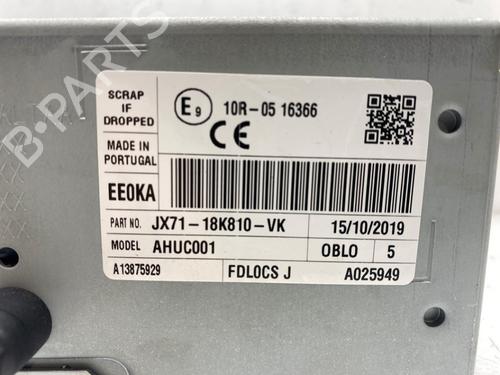 SCRAP
IF
DROPPED
E9 10R-05 16366
CE
MADE IN
PORTUGAL
EE0KA
PART NO. JX71-18K810-VK 15/10/2019
MODEL AHUC001 OBLO 5
A13875929 FDLOCS J A025949
B-PARTS